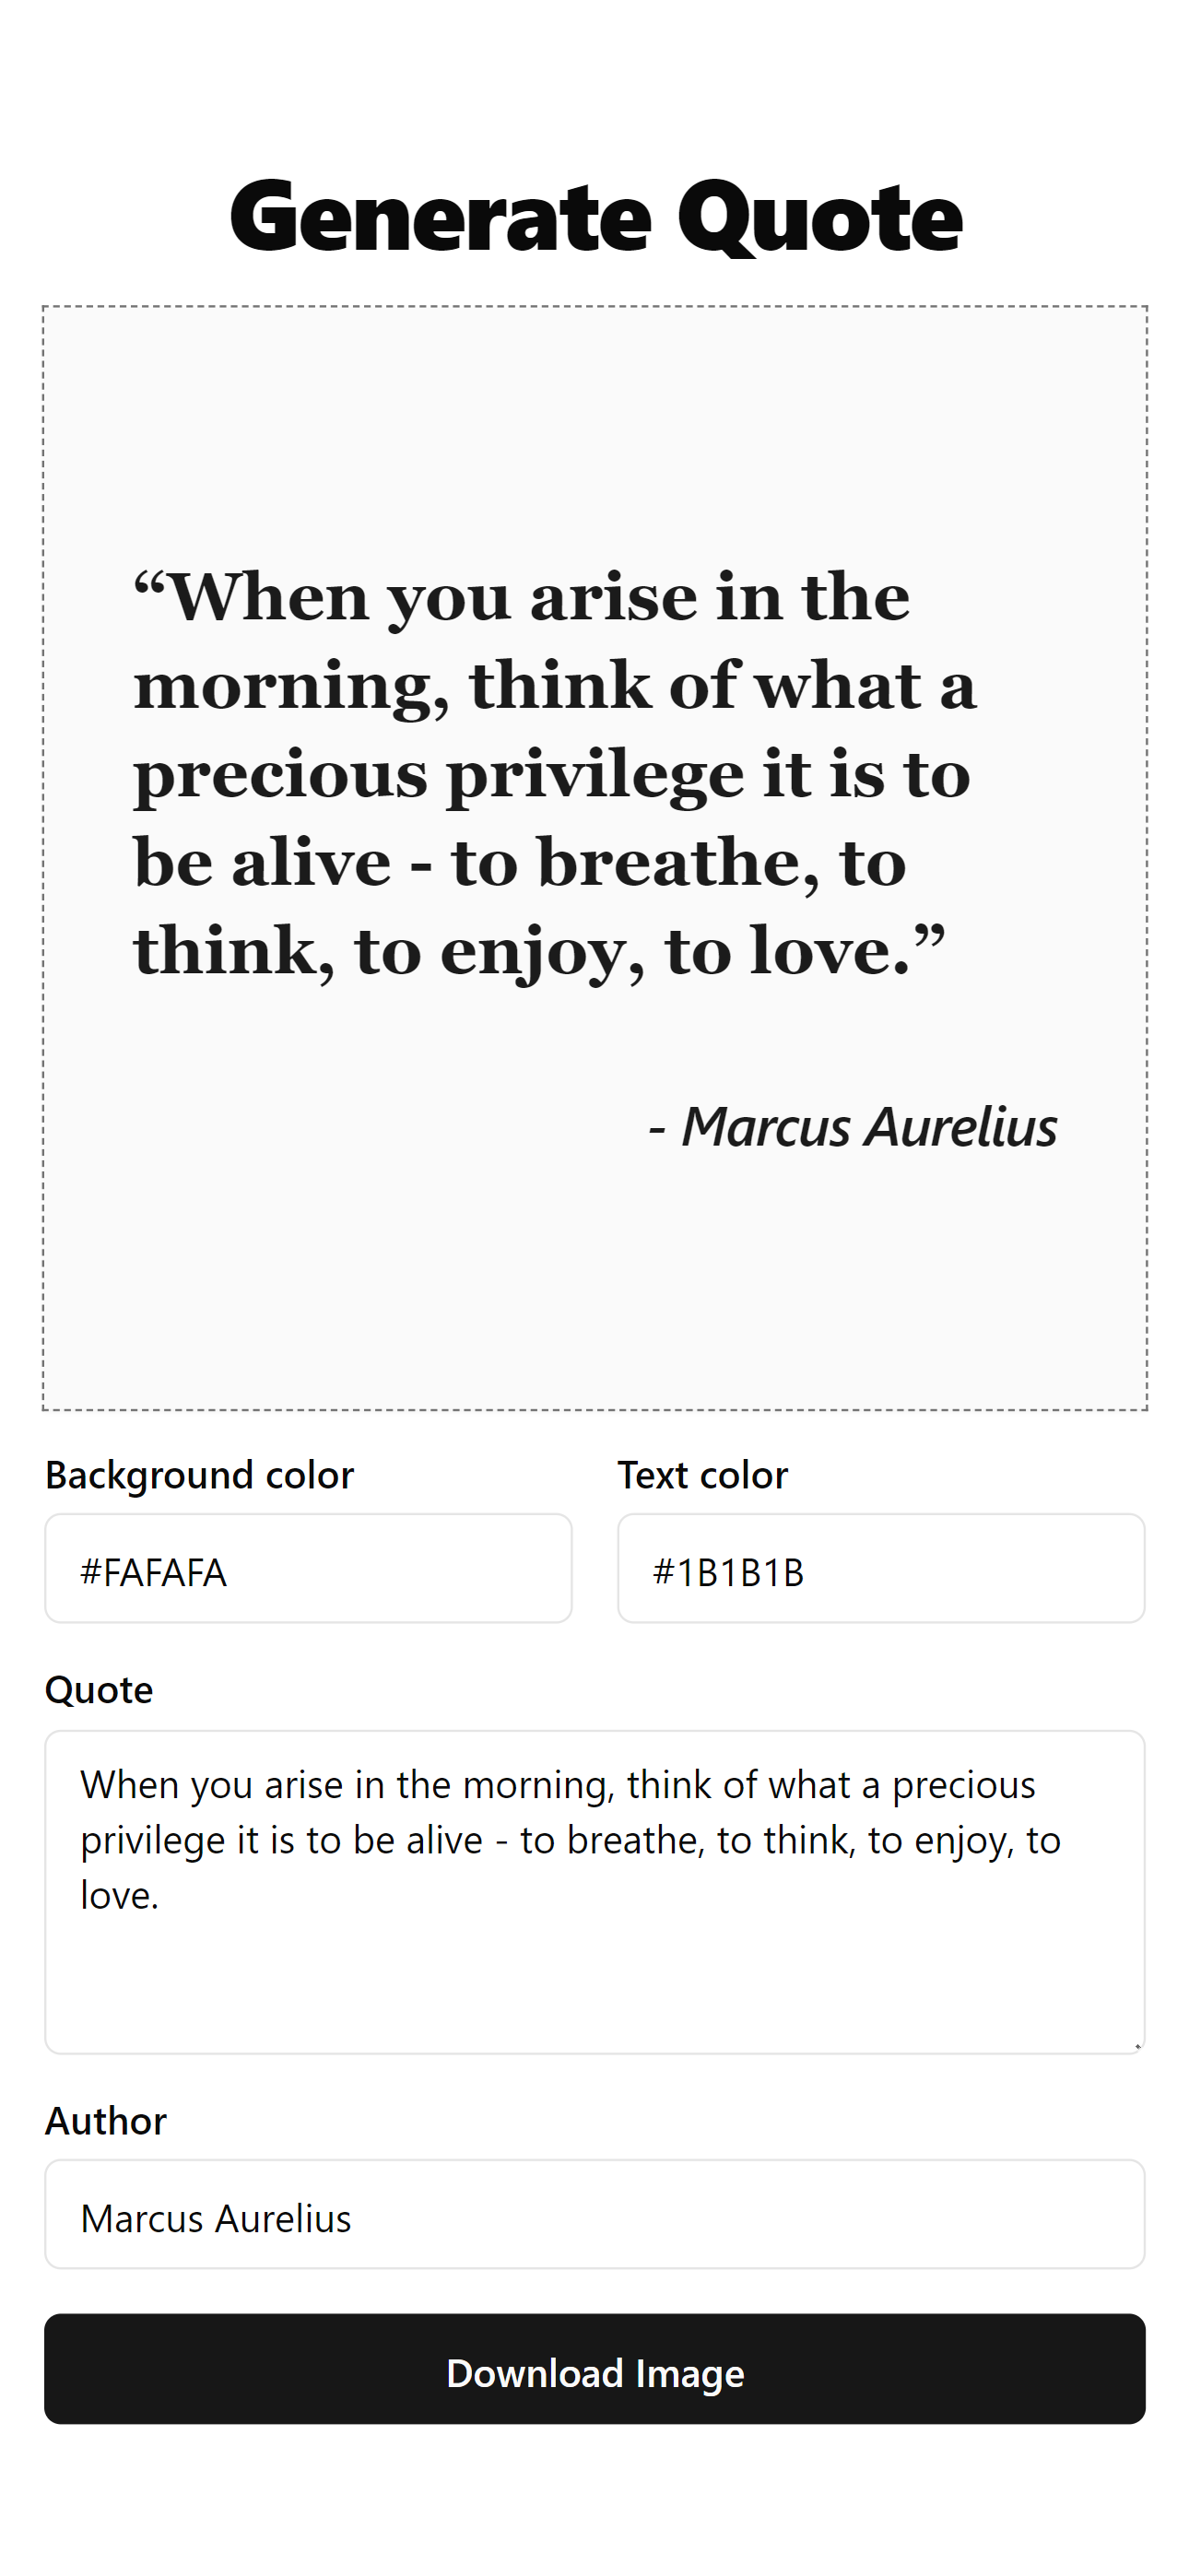 Generate Quote
“When you arise in the
morning, think of what a
precious privilege it is to
be alive - to breathe, to
think, to enjoy, to love.”
- Marcus Aurelius
Background color
Text color
#FAFAFA
#1B1B1B
Quote
When you arise in the morning, think of what a precious
privilege it is to be alive - to breathe, to think, to enjoy, to
love.
Author
Marcus Aurelius
Download Image